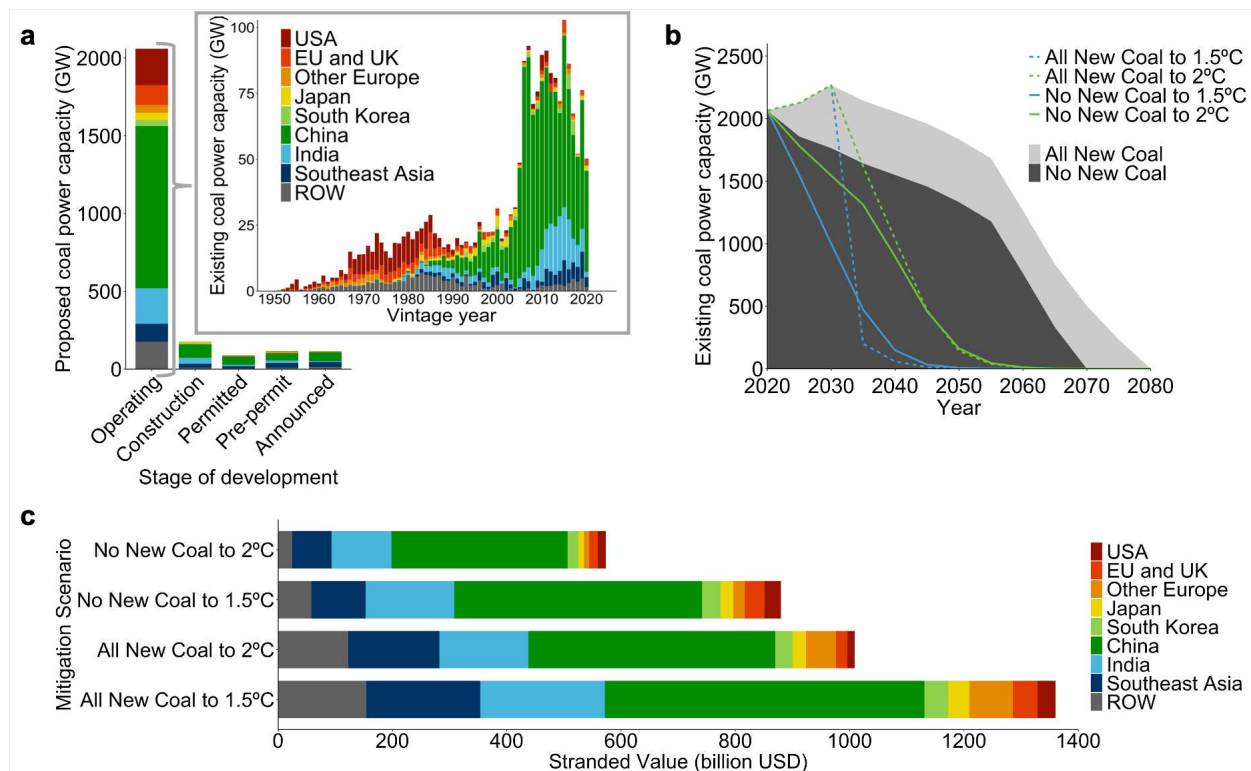 a
Proposed coal power capacity (GW)
2000
1500
1000
500
0
Operating
Construction
Permitted
Pre-permit
Announced
Stage of development
Existing coal power capacity (GW)
100
75
50
25
0
USA
EU and UK
Other Europe
Japan
South Korea
China
India
Southeast Asia
ROW
1950 1960 1970 1980 1990 2000 2010 2020
Vintage year
b
Existing coal power capacity (GW)
2500
2000
1500
1000
500
0
All New Coal to 1.5ºC
All New Coal to 2ºC
No New Coal to 1.5ºC
No New Coal to 2ºC
All New Coal
No New Coal
2020 2030 2040 2050 2060 2070 2080
Year
c
Mitigation Scenario
No New Coal to 2ºC
No New Coal to 1.5ºC
All New Coal to 2ºC
All New Coal to 1.5ºC
0 200 400 600 800 1000 1200 1400
Stranded Value (billion USD)
USA
EU and UK
Other Europe
Japan
South Korea
China
India
Southeast Asia
ROW